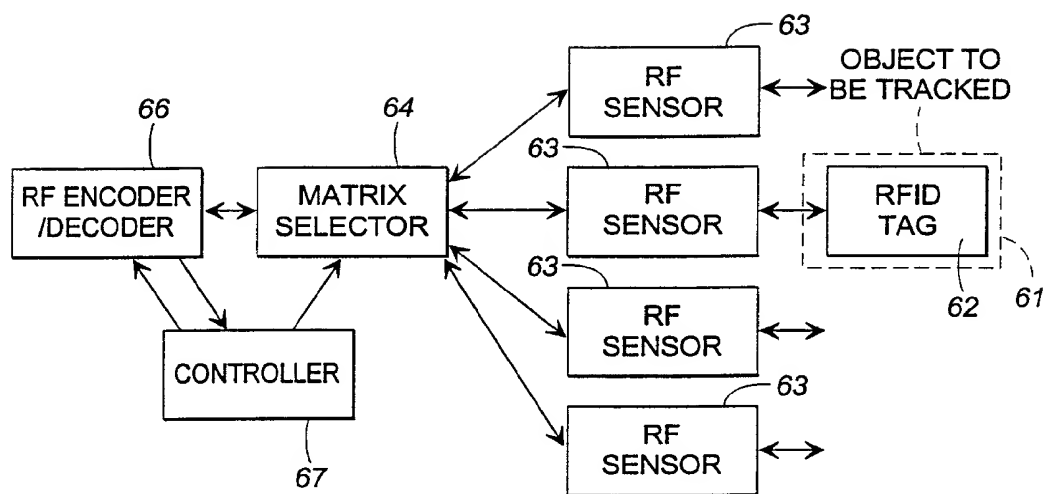 63
RF
SENSOR
OBJECT TO
BE TRACKED
66
RF ENCODER
/DECODER
64
MATRIX
SELECTOR
63
RF
SENSOR
RFID
TAG
62
61
63
RF
SENSOR
CONTROLLER
67
63
RF
SENSOR